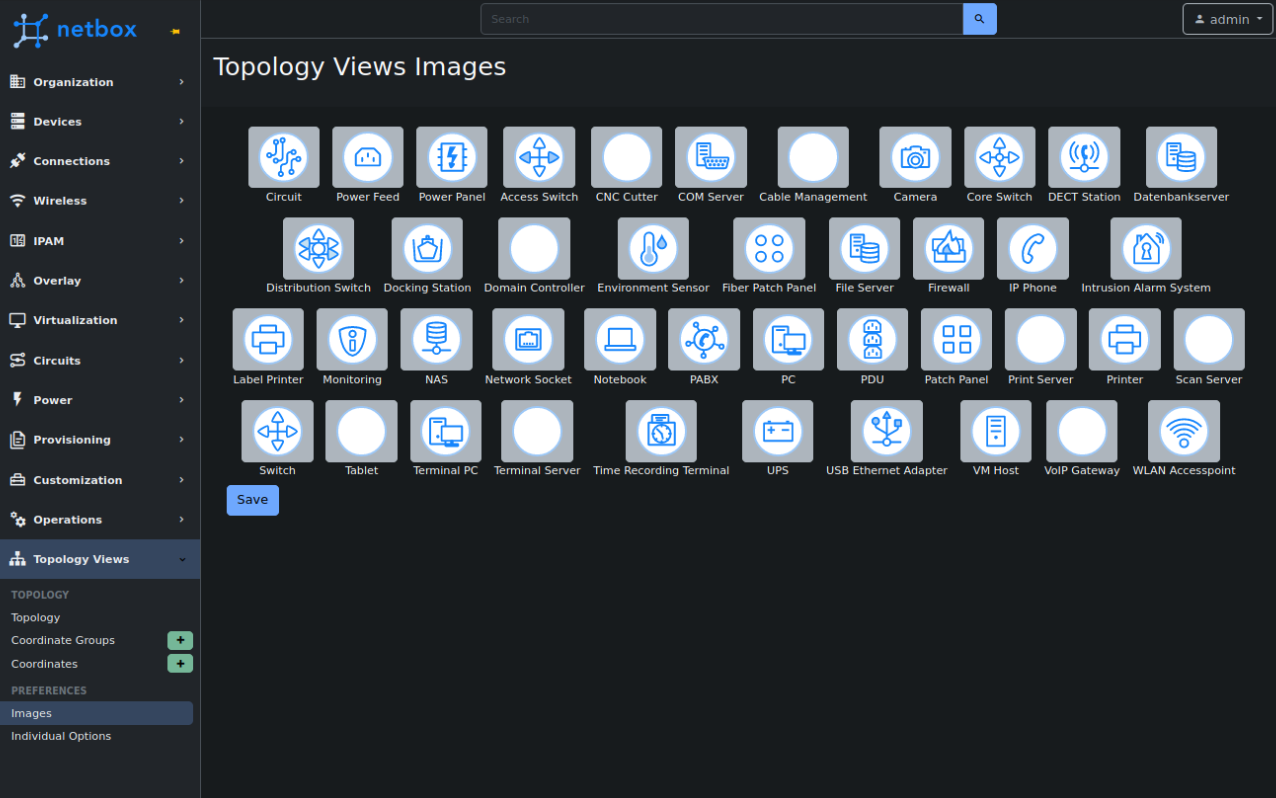 netbox
Search
admin
Organization
Devices
Connections
Wireless
IPAM
Overlay
Virtualization
Circuits
Power
Provisioning
Customization
Operations
Topology Views
TOPOLOGY
Topology
Coordinate Groups
Coordinates
PREFERENCES
Images
Individual Options
Topology Views Images
Circuit Power Feed Power Panel Access Switch CNC Cutter COM Server Cable Management Camera Core Switch DECT Station Datenbankserver
Distribution Switch Docking Station Domain Controller Environment Sensor Fiber Patch Panel File Server Firewall IP Phone Intrusion Alarm System
Label Printer Monitoring NAS Network Socket Notebook PABX PC PDU Patch Panel Print Server Printer Scan Server
Switch Tablet Terminal PC Terminal Server Time Recording Terminal UPS USB Ethernet Adapter VM Host VoIP Gateway WLAN Accesspoint
Save